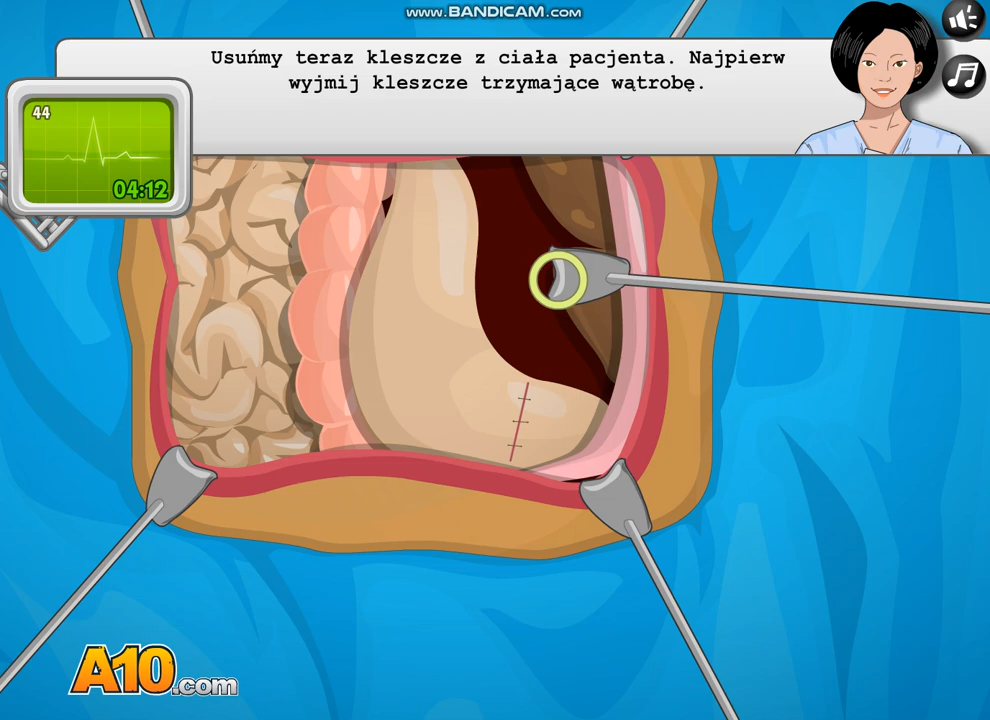 www.BANDICAM.com
Usuńmy teraz kleszcze z ciała pacjenta. Najpierw
wyjmij kleszcze trzymające wątrobę.
44
04:12
A10.com